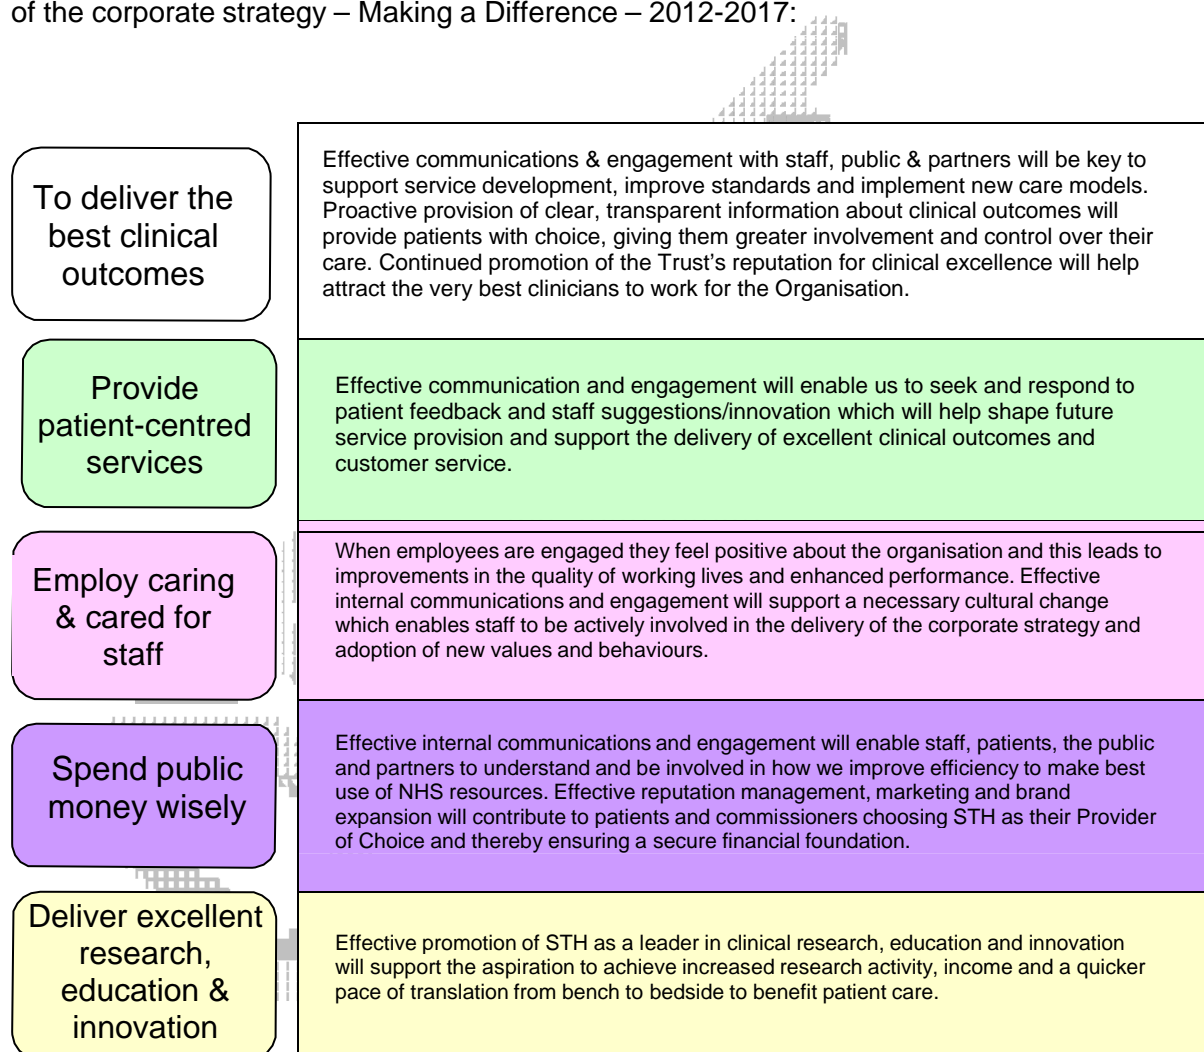 of the corporate strategy – Making a Difference – 2012-2017:
To deliver the
best clinical
outcomes
Effective communications & engagement with staff, public & partners will be key to
support service development, improve standards and implement new care models.
Proactive provision of clear, transparent information about clinical outcomes will
provide patients with choice, giving them greater involvement and control over their
care. Continued promotion of the Trust’s reputation for clinical excellence will help
attract the very best clinicians to work for the Organisation.
Provide
patient-centred
services
Effective communication and engagement will enable us to seek and respond to
patient feedback and staff suggestions/innovation which will help shape future
service provision and support the delivery of excellent clinical outcomes and
customer service.
Employ caring
& cared for
staff
When employees are engaged they feel positive about the organisation and this leads to
improvements in the quality of working lives and enhanced performance. Effective
internal communications and engagement will support a necessary cultural change
which enables staff to be actively involved in the delivery of the corporate strategy and
adoption of new values and behaviours.
Spend public
money wisely
Effective internal communications and engagement will enable staff, patients, the public
and partners to understand and be involved in how we improve efficiency to make best
use of NHS resources. Effective reputation management, marketing and brand
expansion will contribute to patients and commissioners choosing STH as their Provider
of Choice and thereby ensuring a secure financial foundation.
Deliver excellent
research,
education &
innovation
Effective promotion of STH as a leader in clinical research, education and innovation
will support the aspiration to achieve increased research activity, income and a quicker
pace of translation from bench to bedside to benefit patient care.